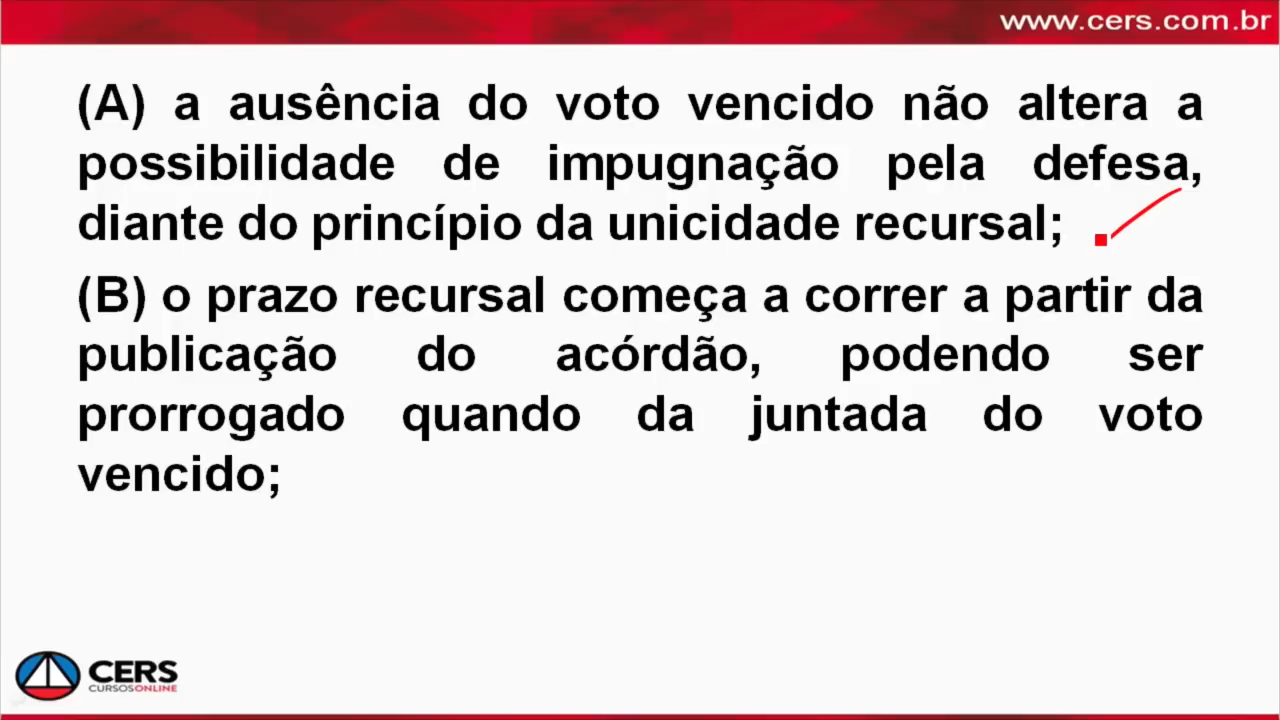 www.cers.com.br
(A) a ausência do voto vencido não altera a
possibilidade de impugnação pela defesa,
diante do princípio da unicidade recursal;
(B) o prazo recursal começa a correr a partir da
publicação do acórdão, podendo ser
prorrogado quando da juntada do voto
vencido;
CERS
CURSOSONLINE